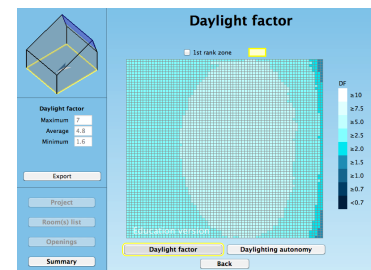 Daylight factor
1st rank zone
Daylight factor
Maximum 7
Average 4.8
Minimum 1.6
Export
Project
Room(s) list
Openings
Summary
DF
≥10
≥7.5
≥5.0
≥2.5
≥2.0
≥1.5
≥1.0
≥0.7
<0.7
Education version
Daylight factor
Daylighting autonomy
Back